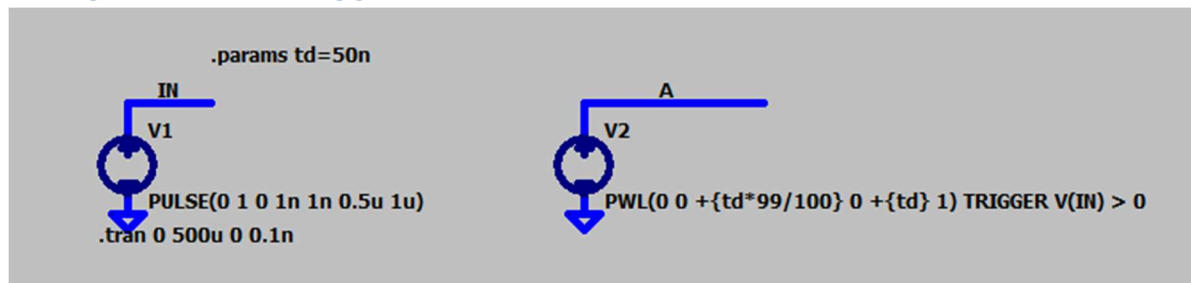 .params td=50n
IN
A
V1
V2
PULSE(0 1 0 1n 1n 0.5u 1u)
PWL(0 0 +{td*99/100} 0 +{td} 1) TRIGGER V(IN) > 0
.tran 0 500u 0 0.1n